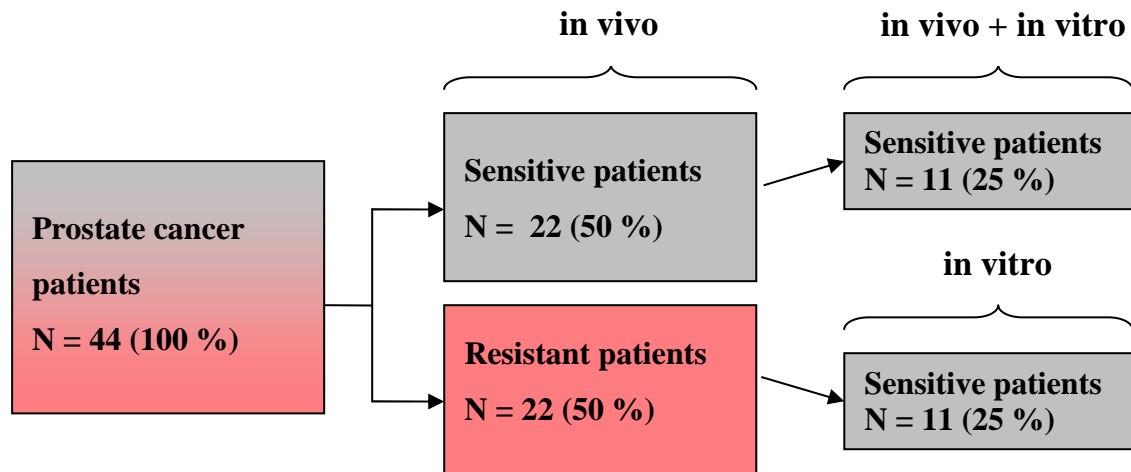 in vivo
in vivo + in vitro
Prostate cancer
patients
N = 44 (100 %)
Sensitive patients
N =  22 (50 %)
Resistant patients
N = 22 (50 %)
Sensitive patients
N = 11 (25 %)
in vitro
Sensitive patients
N = 11 (25 %)